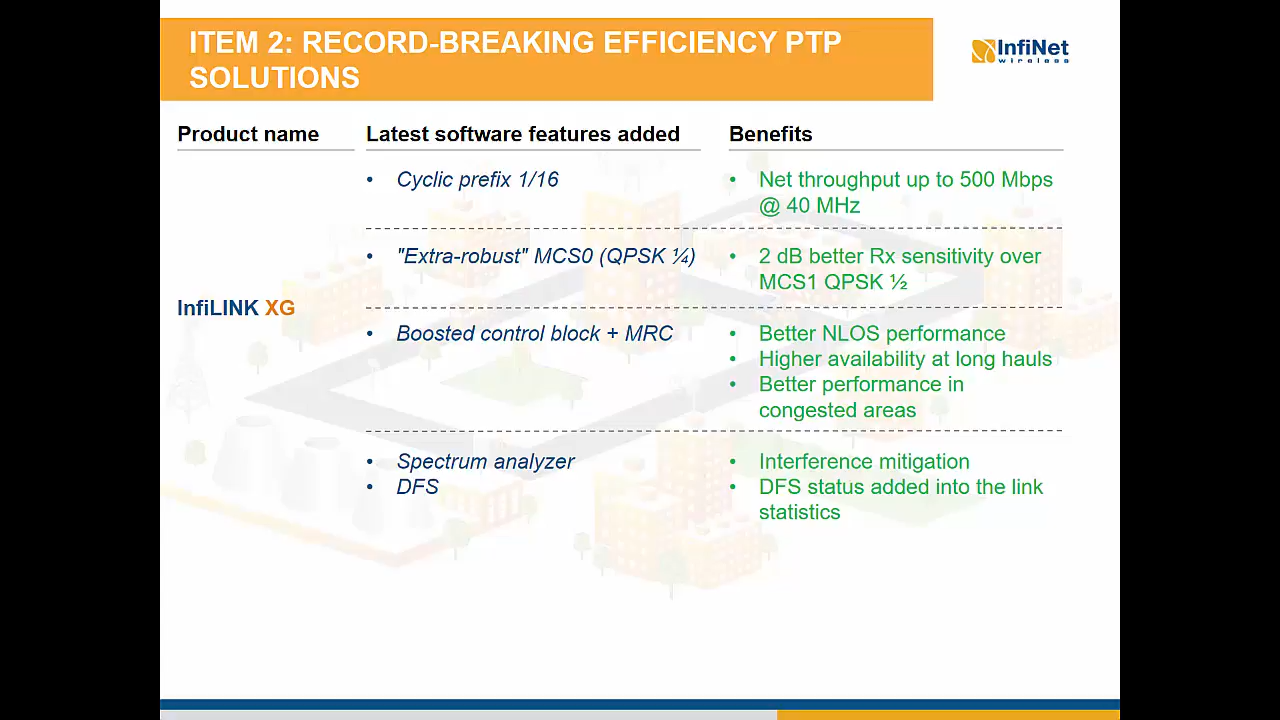 ITEM 2: RECORD-BREAKING EFFICIENCY PTP
SOLUTIONS
InfiNet
wireless
Product name
Latest software features added
Benefits
InfiLINK XG
• Cyclic prefix 1/16
• Net throughput up to 500 Mbps
@ 40 MHz
• "Extra-robust" MCS0 (QPSK ¼)
• 2 dB better Rx sensitivity over
MCS1 QPSK ½
• Boosted control block + MRC
• Better NLOS performance
• Higher availability at long hauls
• Better performance in
congested areas
• Spectrum analyzer
• DFS
• Interference mitigation
• DFS status added into the link
statistics